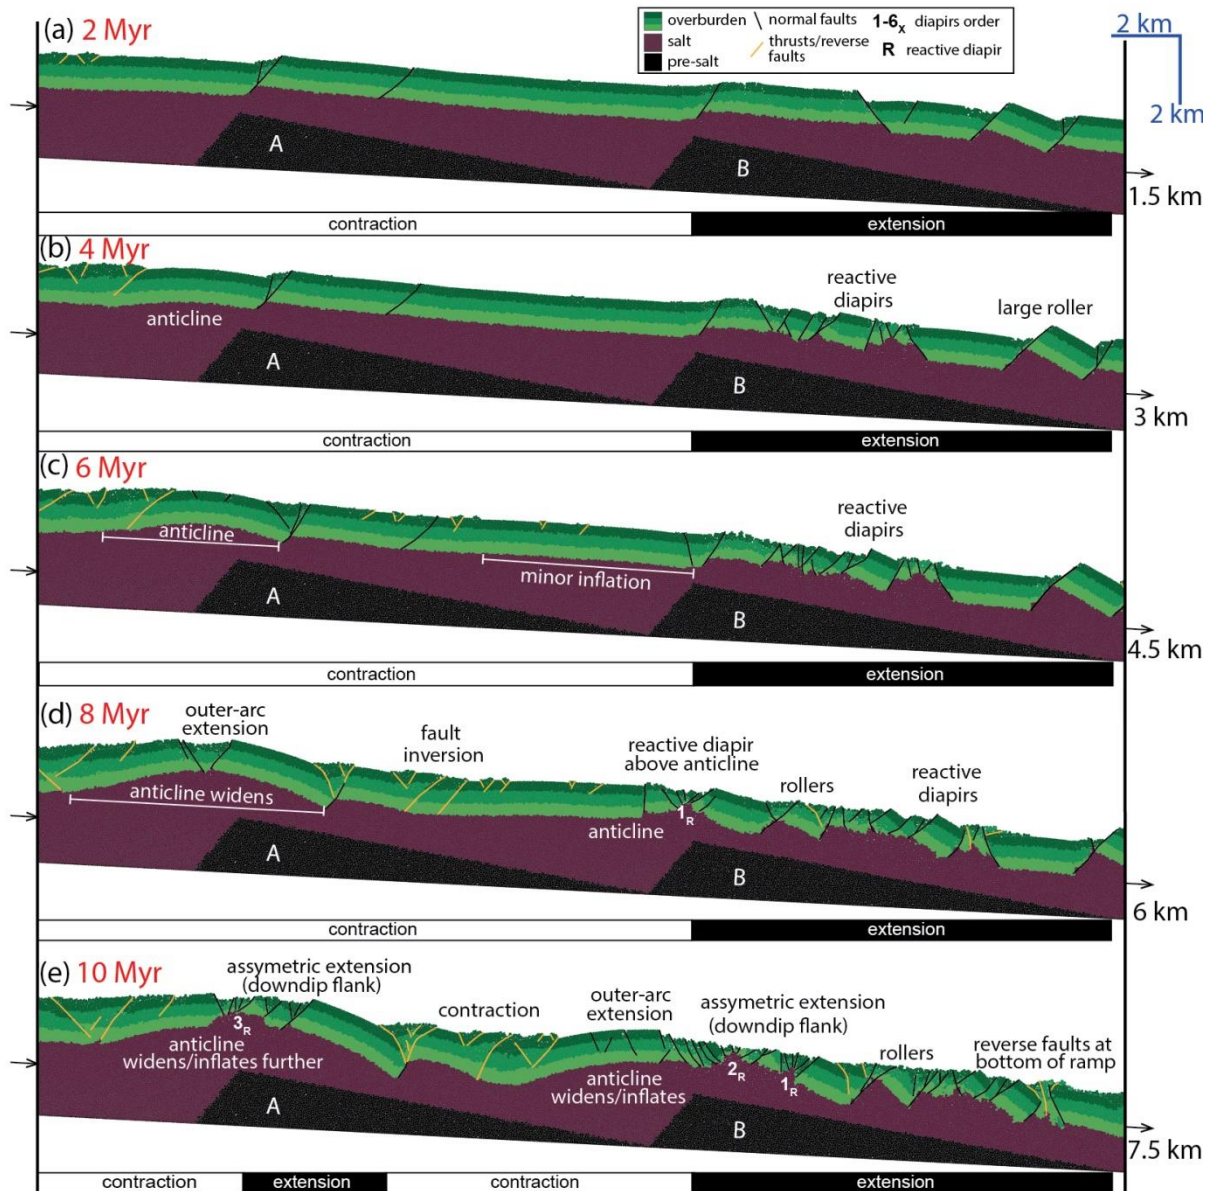 (a) 2 Myr
overburden
salt
pre-salt
normal faults
thrusts/reverse
faults
1-6x diapirs order
R reactive diapir
2 km
2 km
A
B
1.5 km
contraction
extension
(b) 4 Myr
anticline
reactive
diapirs
large roller
A
B
3 km
contraction
extension
(c) 6 Myr
anticline
minor inflation
reactive
diapirs
A
B
4.5 km
contraction
extension
(d) 8 Myr
outer-arc
extension
fault
inversion
reactive diapir
above anticline
rollers
reactive
diapirs
anticline widens
anticline
1R
A
B
6 km
contraction
extension
(e) 10 Myr
assymetric extension
(downdip flank)
contraction
outer-arc
extension
assymetric extension
(downdip flank)
rollers
reverse faults at
bottom of ramp
3R
anticline
widens/inflates further
anticline
widens/inflates
2R
1R
A
B
7.5 km
contraction
extension
contraction
extension